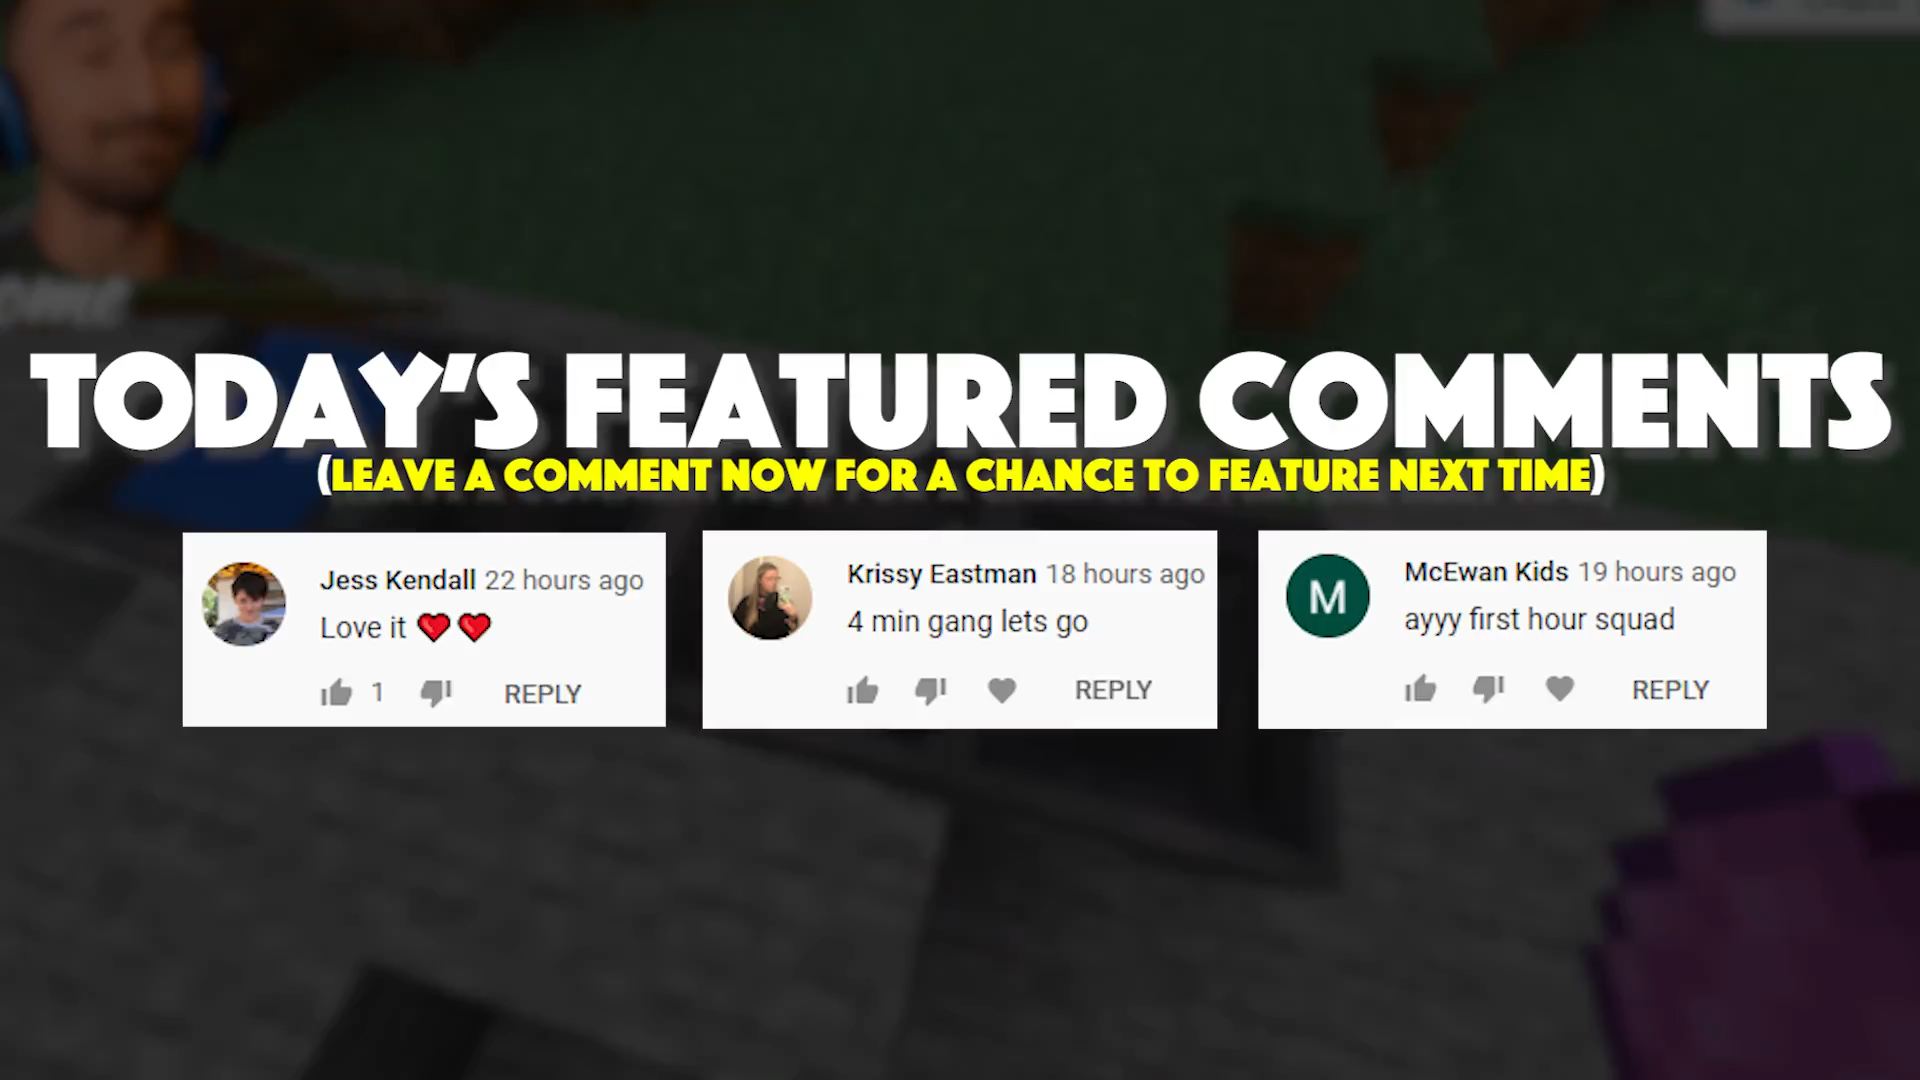 ome
TODAY'S FEATURED COMMENTS
(LEAVE A COMMENT NOW FOR A CHANCE TO FEATURE NEXT TIME)
Jess Kendall 22 hours ago
Love it ❤❤
1 REPLY
Krissy Eastman 18 hours ago
4 min gang lets go
REPLY
M
McEwan Kids 19 hours ago
ayyy first hour squad
REPLY